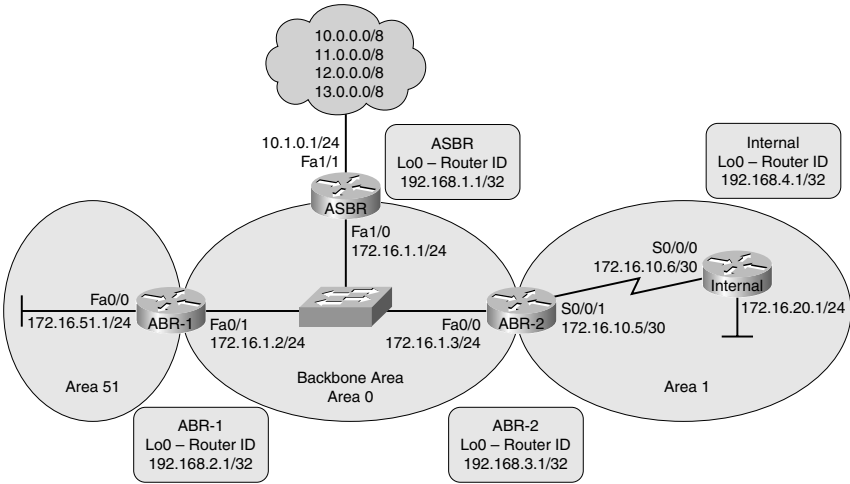 10.0.0.0/8
11.0.0.0/8
12.0.0.0/8
13.0.0.0/8
10.1.0.1/24
Fa1/1
ASBR
Lo0 – Router ID
192.168.1.1/32
Internal
Lo0 – Router ID
192.168.4.1/32
ASBR
Fa1/0
172.16.1.1/24
S0/0/0
172.16.10.6/30
Internal
172.16.20.1/24
Fa0/0
172.16.51.1/24
ABR-1
Fa0/1
172.16.1.2/24
Fa0/0
172.16.1.3/24
ABR-2
S0/0/1
172.16.10.5/30
Area 51
Backbone Area
Area 0
Area 1
ABR-1
Lo0 – Router ID
192.168.2.1/32
ABR-2
Lo0 – Router ID
192.168.3.1/32